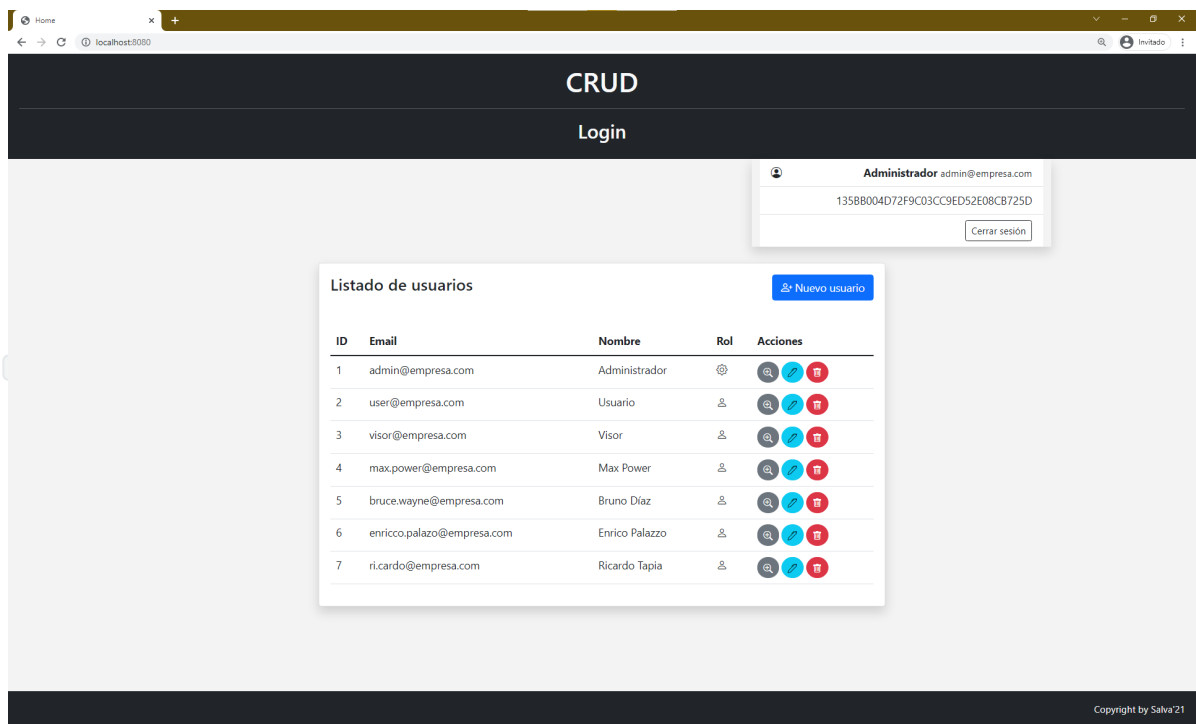 Home
localhost:8080
Invitado
CRUD
Login
Administrador admin@empresa.com
135BB004D72F9C03CC9ED52E08CB725D
Cerrar sesión
Listado de usuarios
Nuevo usuario
ID Email Nombre Rol Acciones
1 admin@empresa.com Administrador
2 user@empresa.com Usuario
3 visor@empresa.com Visor
4 max.power@empresa.com Max Power
5 bruce.wayne@empresa.com Bruno Díaz
6 enricco.palazo@empresa.com Enrico Palazzo
7 ri.cardo@empresa.com Ricardo Tapia
Copyright by Salva'21